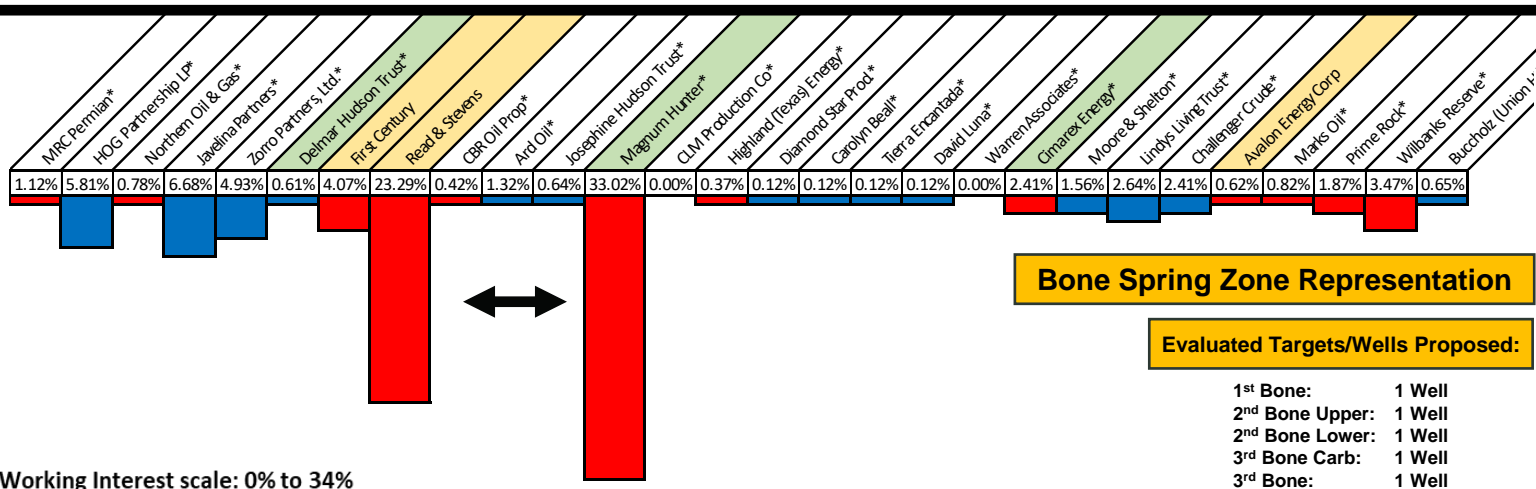 MRC Permian*
HOG Partnership LP*
Northern Oil & Gas*
Javelina Partners*
Zorro Partners, Ltd.*
Delmar Hudson Trust*
First Century
Read & Stevens
CBR Oil Prop*
Ard Oil*
Josephine Hudson Trust*
Magnum Hunter*
CLM Production Co*
Highland (Texas) Energy*
Diamond Star Prod*
Carolyn Beall*
Tierra Encantada*
David Luna*
Warren Associates*
Cimarex Energy*
Moore & Shelton*
Lindys Living Trust*
Challenger Crude*
Avalon Energy Corp
Marks Oil*
Prime Rock*
Wilbanks Reserve*
Buccholz (Union
1.12% 5.81% 0.78% 6.68% 4.93% 0.61% 4.07% 23.29% 0.42% 1.32% 0.64% 33.02% 0.00% 0.37% 0.12% 0.12% 0.12% 0.12% 0.00% 2.41% 1.56% 2.64% 2.41% 0.62% 0.82% 1.87% 3.47% 0.65%
Bone Spring Zone Representation
Evaluated Targets/Wells Proposed:
1st Bone: 1 Well
2nd Bone Upper: 1 Well
2nd Bone Lower: 1 Well
3rd Bone Carb: 1 Well
3rd Bone: 1 Well
Working Interest scale: 0% to 34%